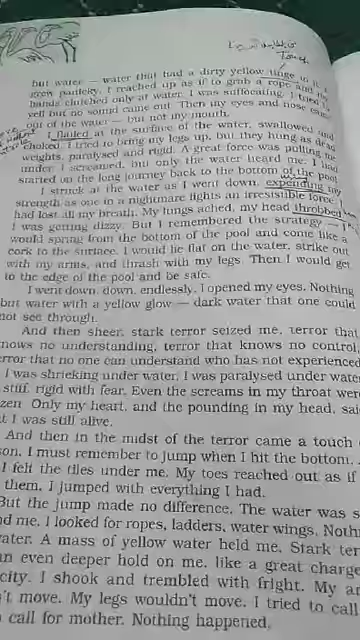 but water — water that had a dirty yellow tinge to it. I
grew panicky. I reached up as if to grab a rope and my
hands clutched only at water. I was suffocating. I tried to
yell but no sound came out. Then my eyes and nose came
out of the water — but not my mouth.
I flailed at the surface of the water, swallowed and
choked. I tried to bring my legs up, but they hung as dead
weights, paralysed and rigid. A great force was pulling me
under. I screamed, but only the water heard me. I had
started on the long journey back to the bottom of the pool.
I struck at the water as I went down, expending my
strength as one in a nightmare fights an irresistible force. I
had lost all my breath. My lungs ached, my head throbbed.
I was getting dizzy. But I remembered the strategy — I
would spring from the bottom of the pool and come like a
cork to the surface. I would lie flat on the water, strike out
with my arms, and thrash with my legs. Then I would get
to the edge of the pool and be safe.
I went down, down, endlessly. I opened my eyes. Nothing
but water with a yellow glow — dark water that one could
not see through.
And then sheer, stark terror seized me, terror that
nows no understanding, terror that knows no control,
rror that no one can understand who has not experienced
I was shrieking under water. I was paralysed under wate
stiff, rigid with fear. Even the screams in my throat were
zen. Only my heart, and the pounding in my head, sai
t I was still alive.
And then in the midst of the terror came a touch
son. I must remember to jump when I hit the bottom.
I felt the tiles under me. My toes reached out as if
them. I jumped with everything I had.
But the jump made no difference. The water was s
nd me. I looked for ropes, ladders, water wings. Noth
ater. A mass of yellow water held me. Stark ter
an even deeper hold on me, like a great charge
city. I shook and trembled with fright. My ar
't move. My legs wouldn't move. I tried to call
call for mother. Nothing happened.